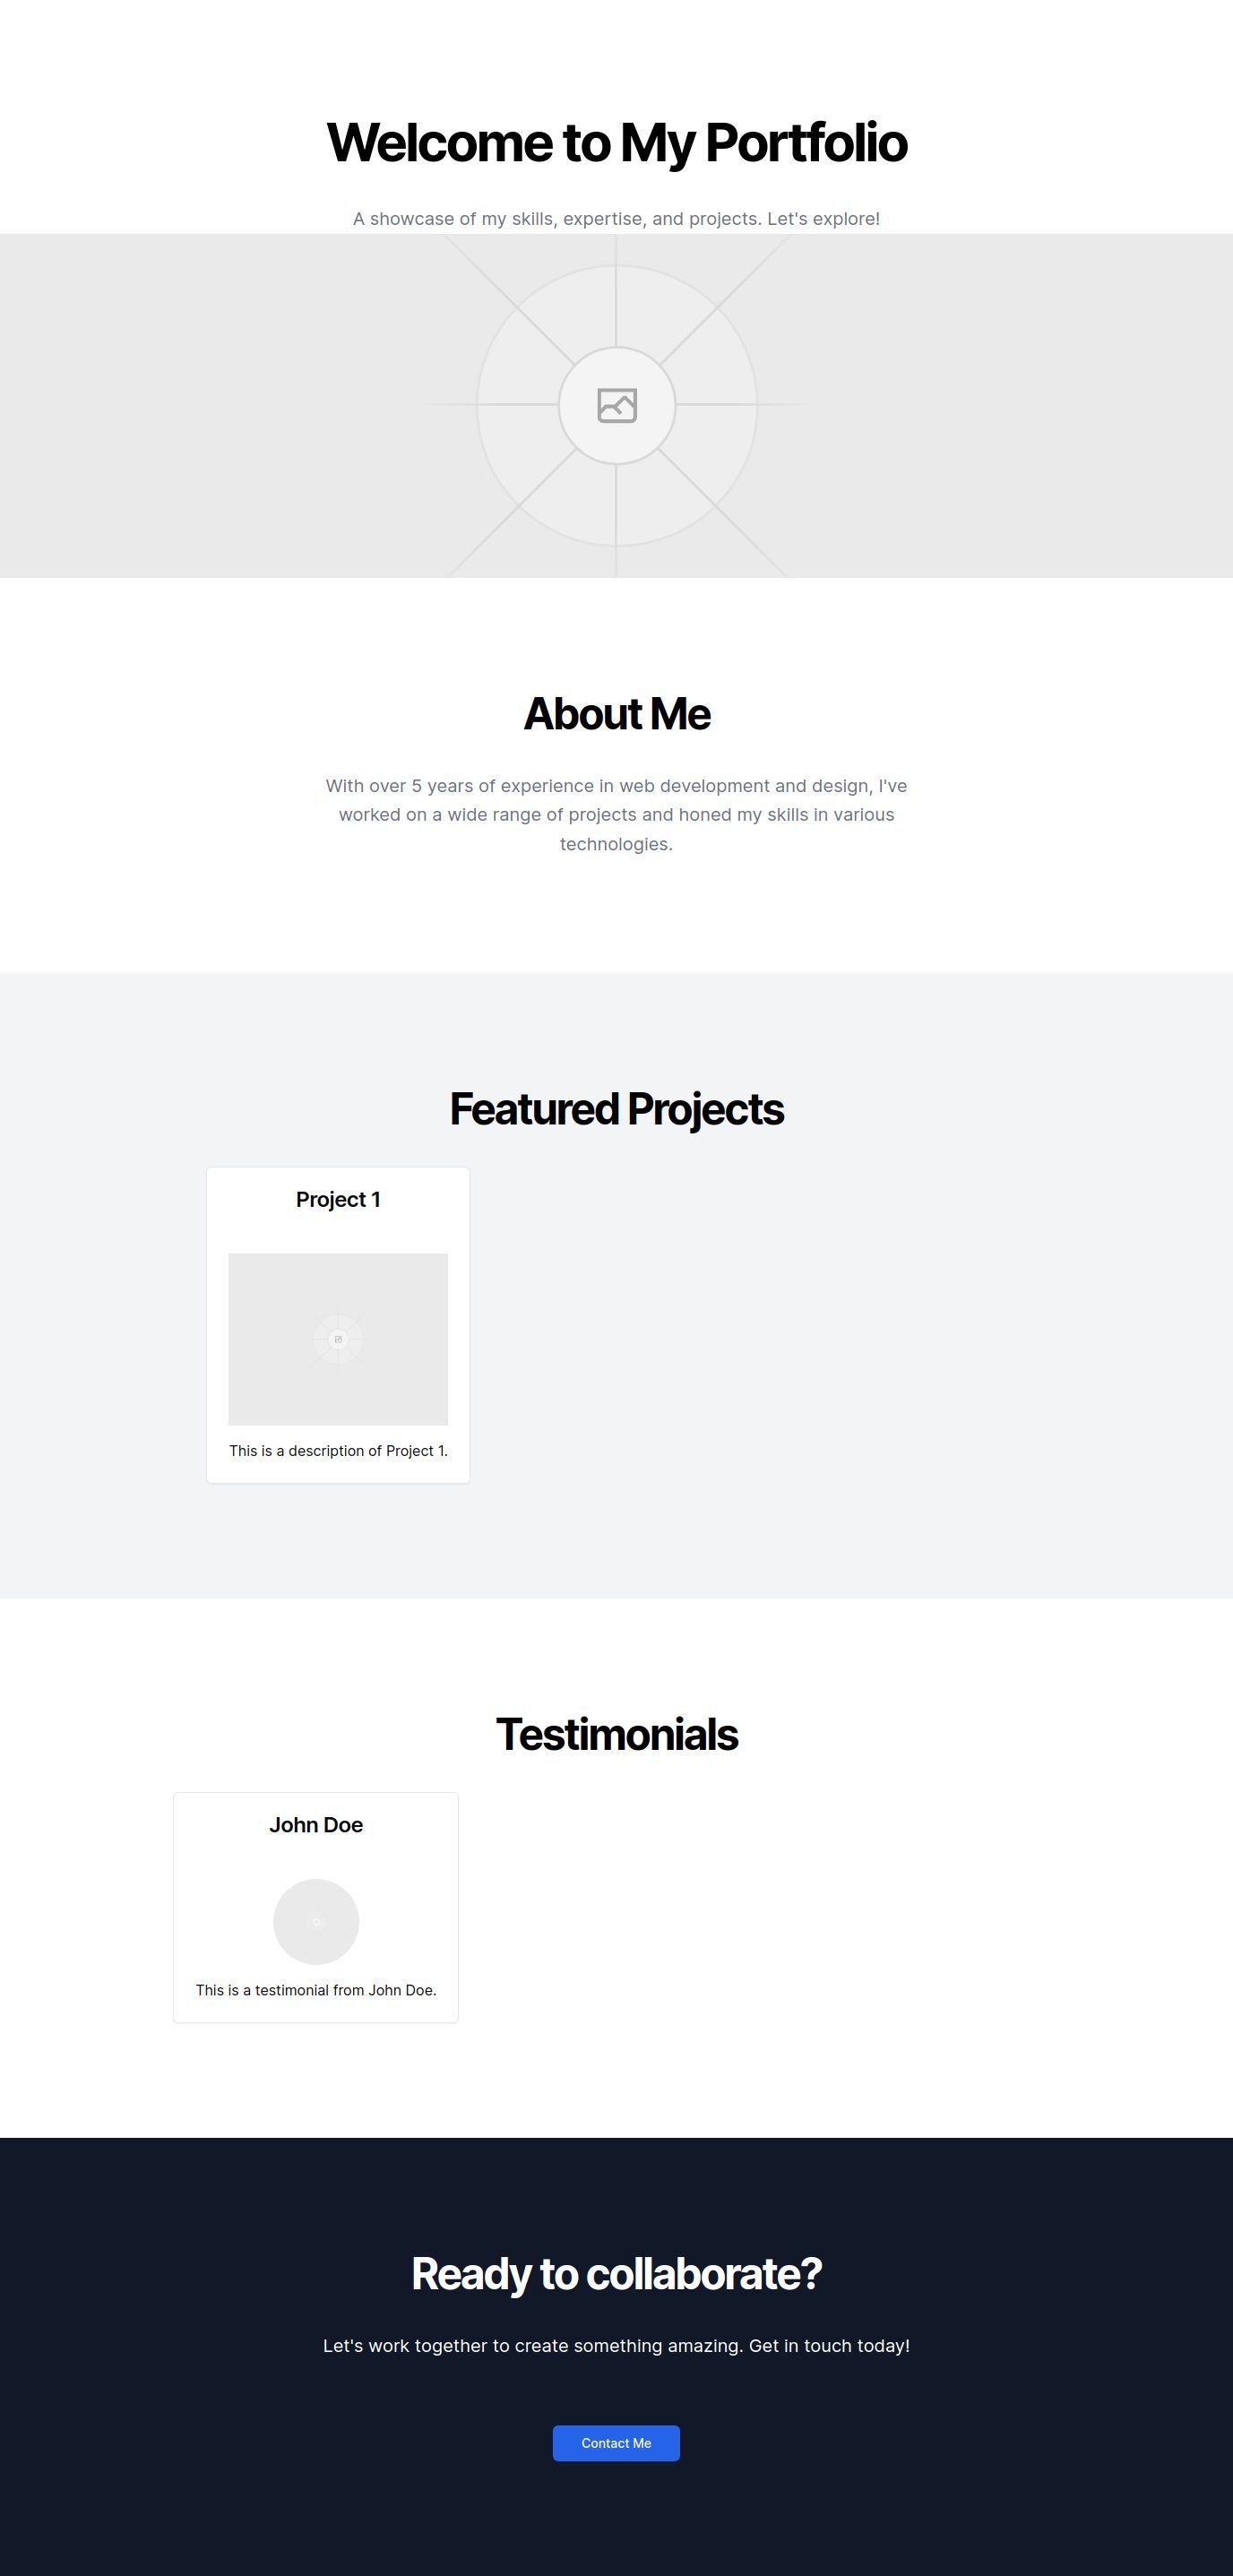 Welcome to My Portfolio
A showcase of my skills, expertise, and projects. Let's explore!
About Me
With over 5 years of experience in web development and design, I've
worked on a wide range of projects and honed my skills in various
technologies.
Featured Projects
Project 1
This is a description of Project 1.
Testimonials
John Doe
This is a testimonial from John Doe.
Ready to collaborate?
Let's work together to create something amazing. Get in touch today!
Contact Me